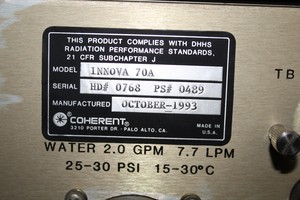 THIS PRODUCT COMPLIES WITH DHHS
RADIATION PERFORMANCE STANDARDS,
21 CFR SUBCHAPTER J
MODEL INNOVA 70A
SERIAL HD# 0768 PS# 0489
MANUFACTURED OCTOBER-1993
COHERENT
3210 PORTER DR - PALO ALTO, CA.
MADE IN
U.S.A.
TB
WATER 2.0 GPM 7.7 LPM
25-30 PSI 15-30°C